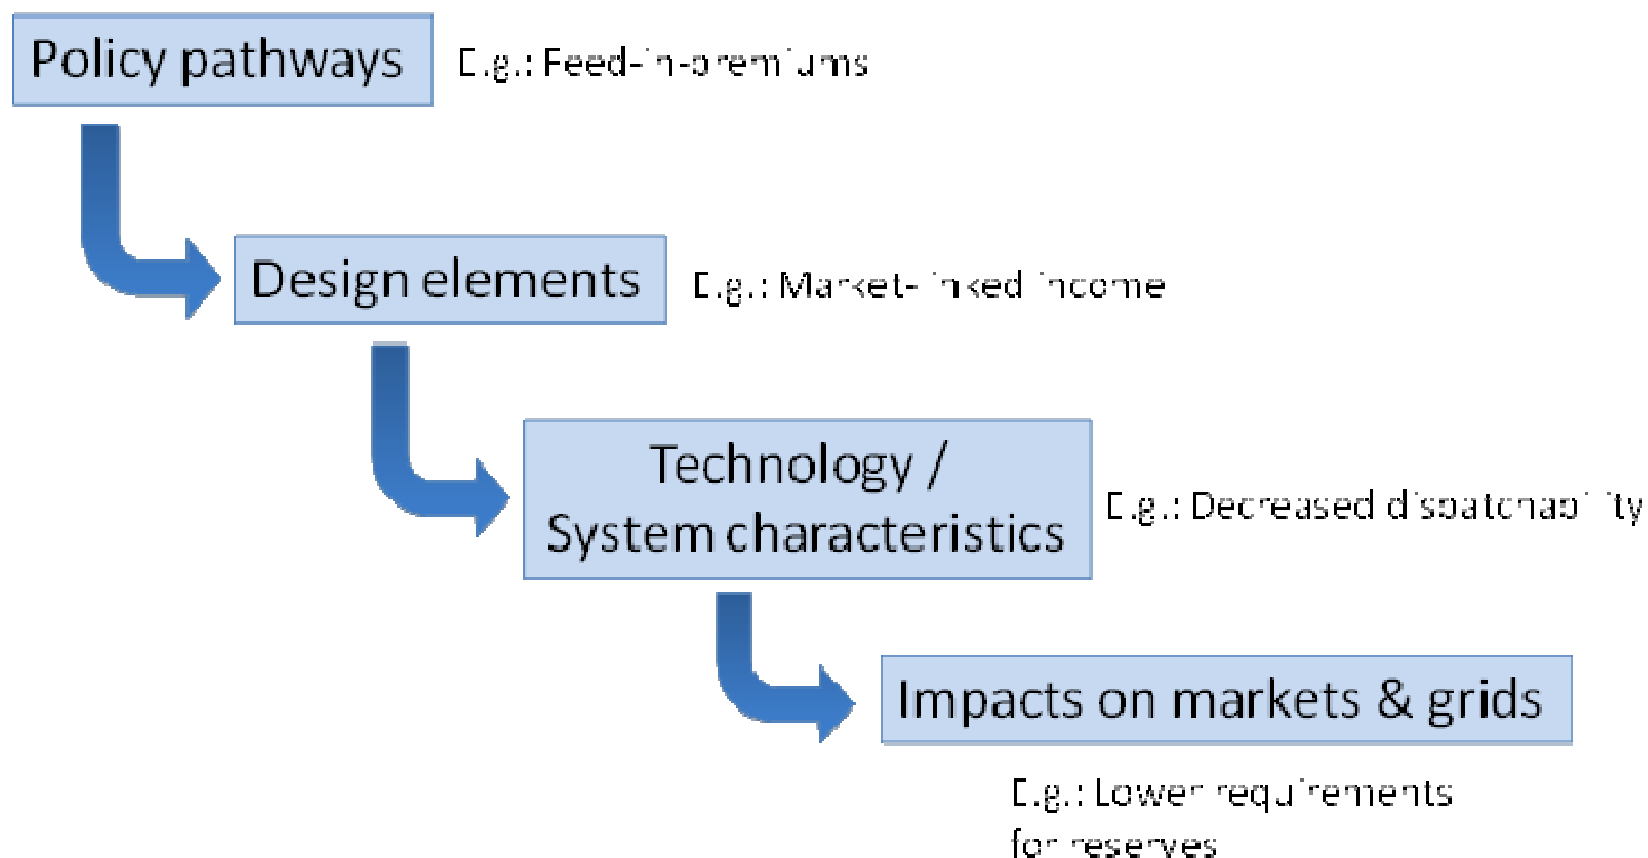 Policy pathways
E.g.: Feed-in-premiums
Design elements
E.g.: Market-linked income
Technology /
System characteristics
E.g.: Decreased dispatchability
Impacts on markets & grids
E.g.: Lower requirements
for reserves